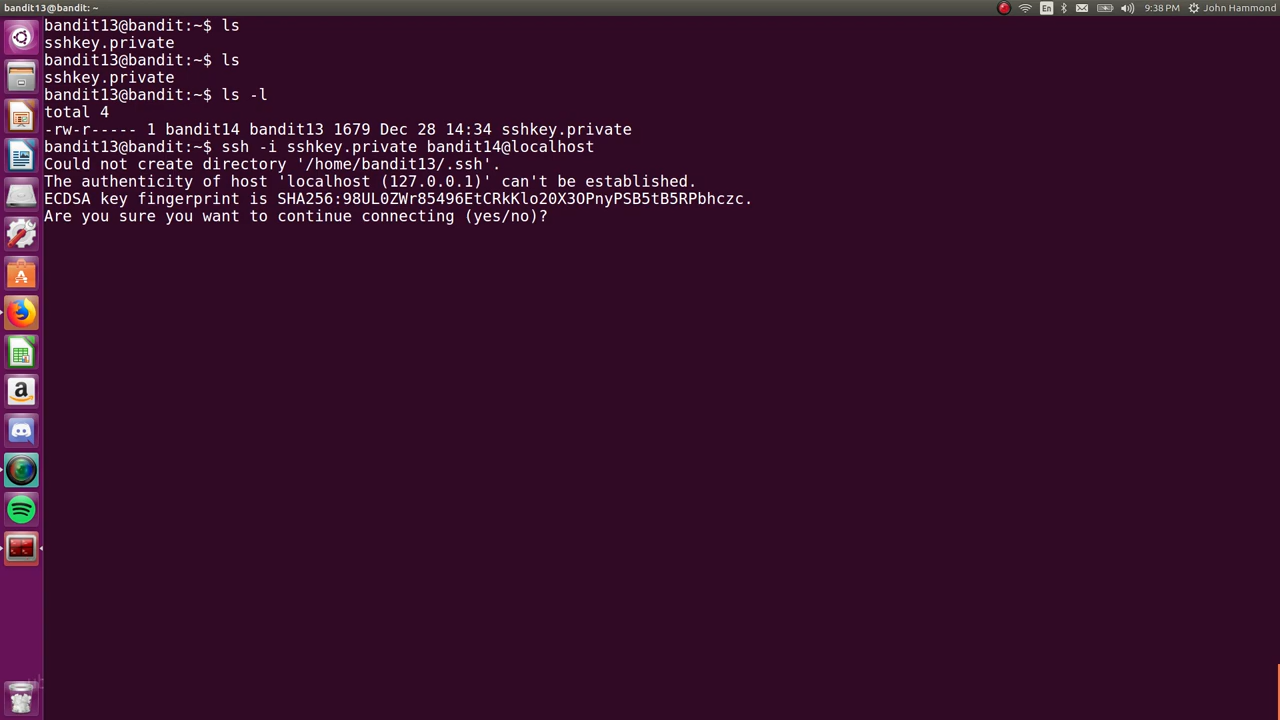 bandit13@bandit: ~
En
9:38 PM
John Hammond
bandit13@bandit:~$ ls
sshkey.private
bandit13@bandit:~$ ls
sshkey.private
bandit13@bandit:~$ ls -l
total 4
-rw-r----- 1 bandit14 bandit13 1679 Dec 28 14:34 sshkey.private
bandit13@bandit:~$ ssh -i sshkey.private bandit14@localhost
Could not create directory '/home/bandit13/.ssh'.
The authenticity of host 'localhost (127.0.0.1)' can't be established.
ECDSA key fingerprint is SHA256:98UL0ZWr85496EtCRkKlo20X3OPnyPSB5tB5RPbhczc.
Are you sure you want to continue connecting (yes/no)?